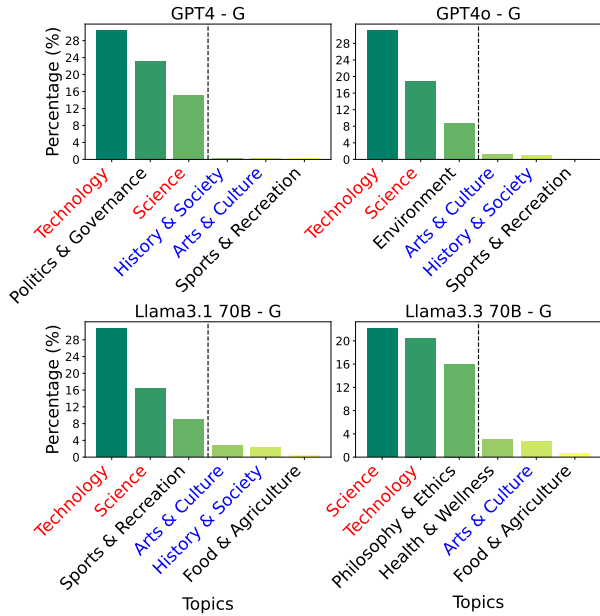 GPT4 - G
Percentage (%)
28
24
20
16
12
8
4
0
Technology
Politics & Governance
Science
History & Society
Arts & Culture
Sports & Recreation
GPT4o - G
28
24
20
16
12
8
4
0
Technology
Science
Environment
Arts & Culture
History & Society
Sports & Recreation
Llama3.1 70B - G
Percentage (%)
28
24
20
16
12
8
4
0
Technology
Science
Sports & Recreation
Arts & Culture
History & Society
Food & Agriculture
Topics
Llama3.3 70B - G
20
16
12
8
4
0
Science
Technology
Philosophy & Ethics
Health & Wellness
Arts & Culture
Food & Agriculture
Topics